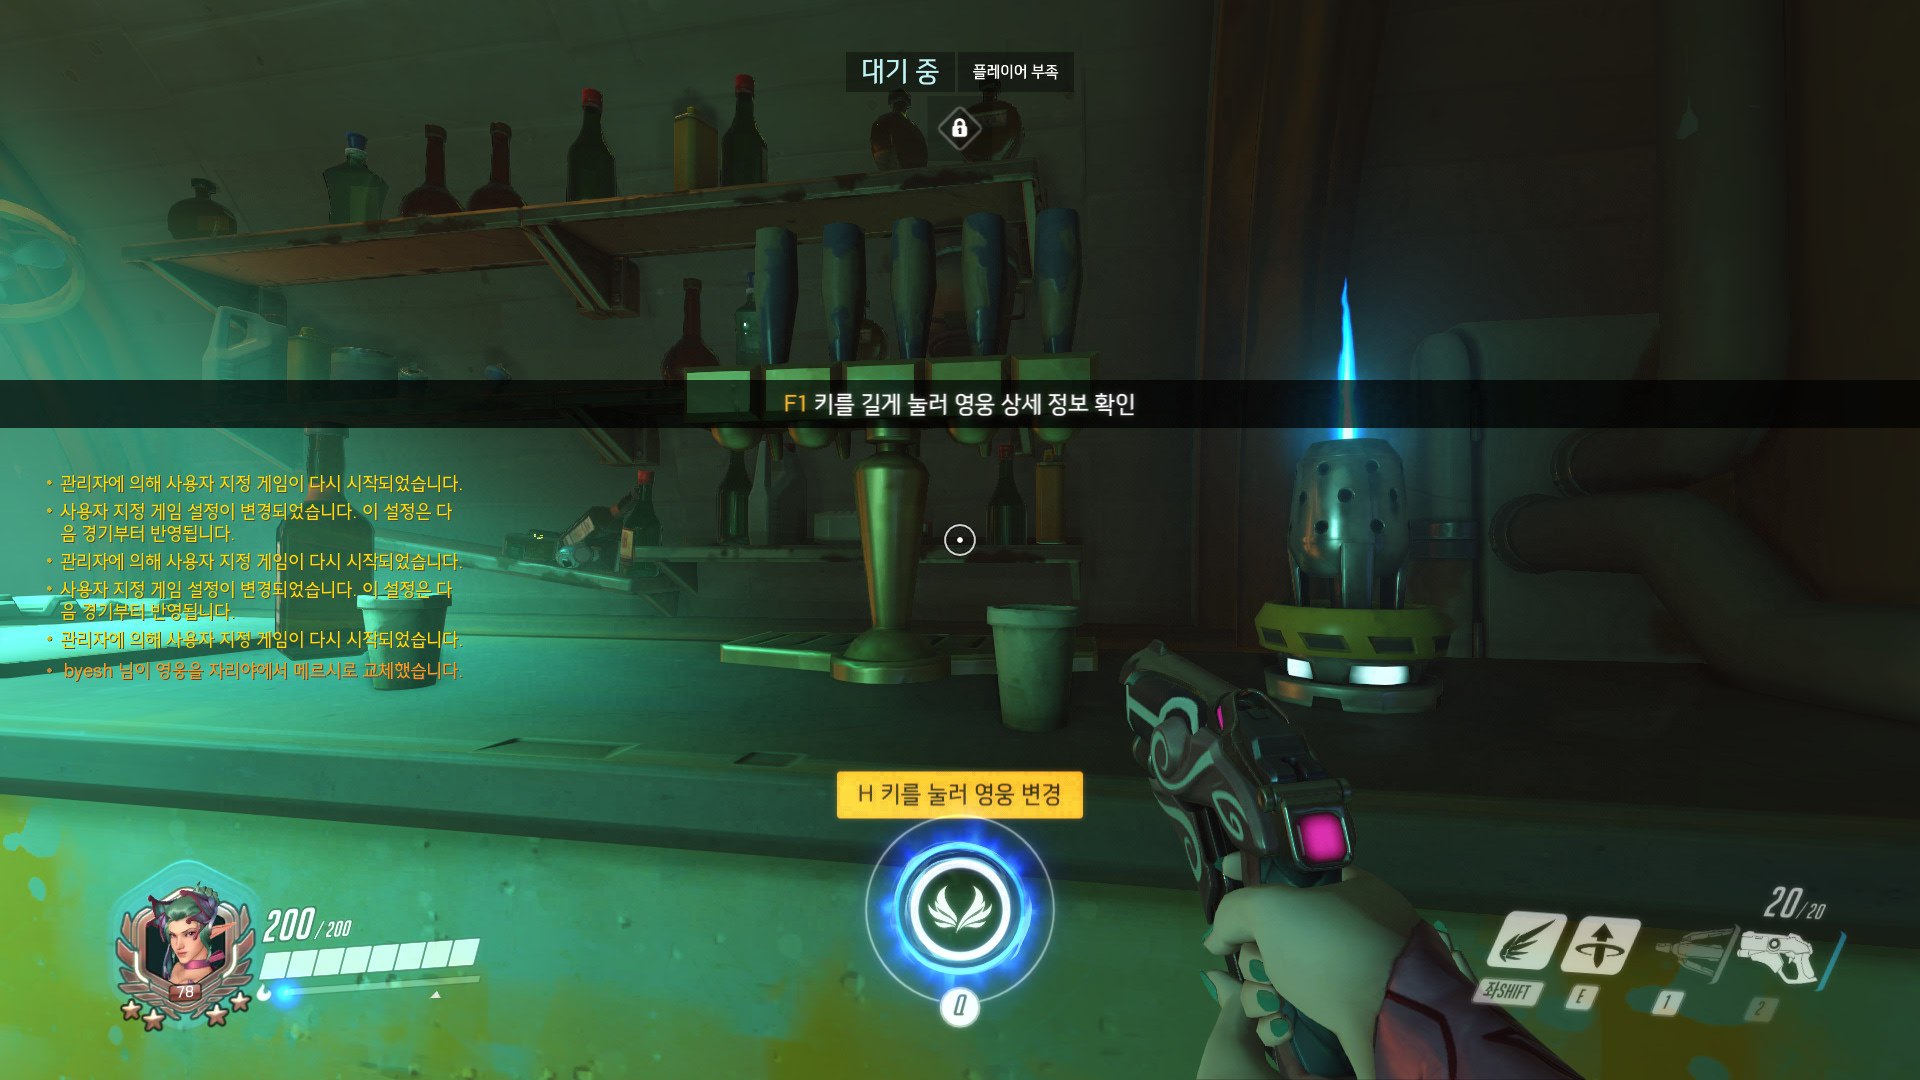 대기 중 플레이어 부족
F1 키를 길게 눌러 영웅 상세 정보 확인
• 관리자에 의해 사용자 지정 게임이 다시 시작되었습니다.
• 사용자 지정 게임 설정이 변경되었습니다. 이 설정은 다
음 경기부터 반영됩니다.
• 관리자에 의해 사용자 지정 게임이 다시 시작되었습니다.
• 사용자 지정 게임 설정이 변경되었습니다. 이 설정은 다
음 경기부터 반영됩니다.
• 관리자에 의해 사용자 지정 게임이 다시 시작되었습니다.
• byesh 님이 영웅을 자리야에서 메르시로 교체했습니다.
H 키를 눌러 영웅 변경
200/200
78
Q
20/20
좌SHIFT
E
1
2